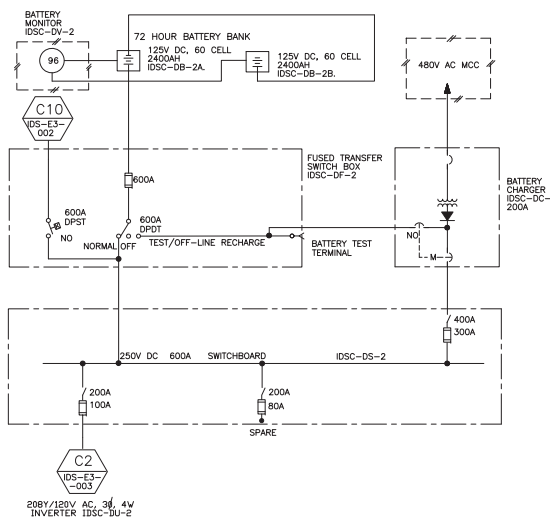 BATTERY
MONITOR
IDSC-DV-2
96
72 HOUR BATTERY BANK
125V DC, 60 CELL
2400AH
IDSC-DB-2A.
125V DC, 60 CELL
2400AH
IDSC-DB-2B.
480V AC MCC
C10
IDS-E3-
002
FUSED TRANSFER
SWITCH BOX
IDSC-DF-2
600A
600A
DPST
NO
600A
DPDT
NORMAL OFF
TEST/OFF-LINE RECHARGE
BATTERY TEST
TERMINAL
BATTERY
CHARGER
IDSC-DC-
200A
NO
M
400A
300A
250V DC 600A SWITCHBOARD IDSC-DS-2
200A
100A
200A
80A
SPARE
C2
IDS-E3-
-003
208Y/120V AC, 3Ø, 4W
INVERTER IDSC-DU-2